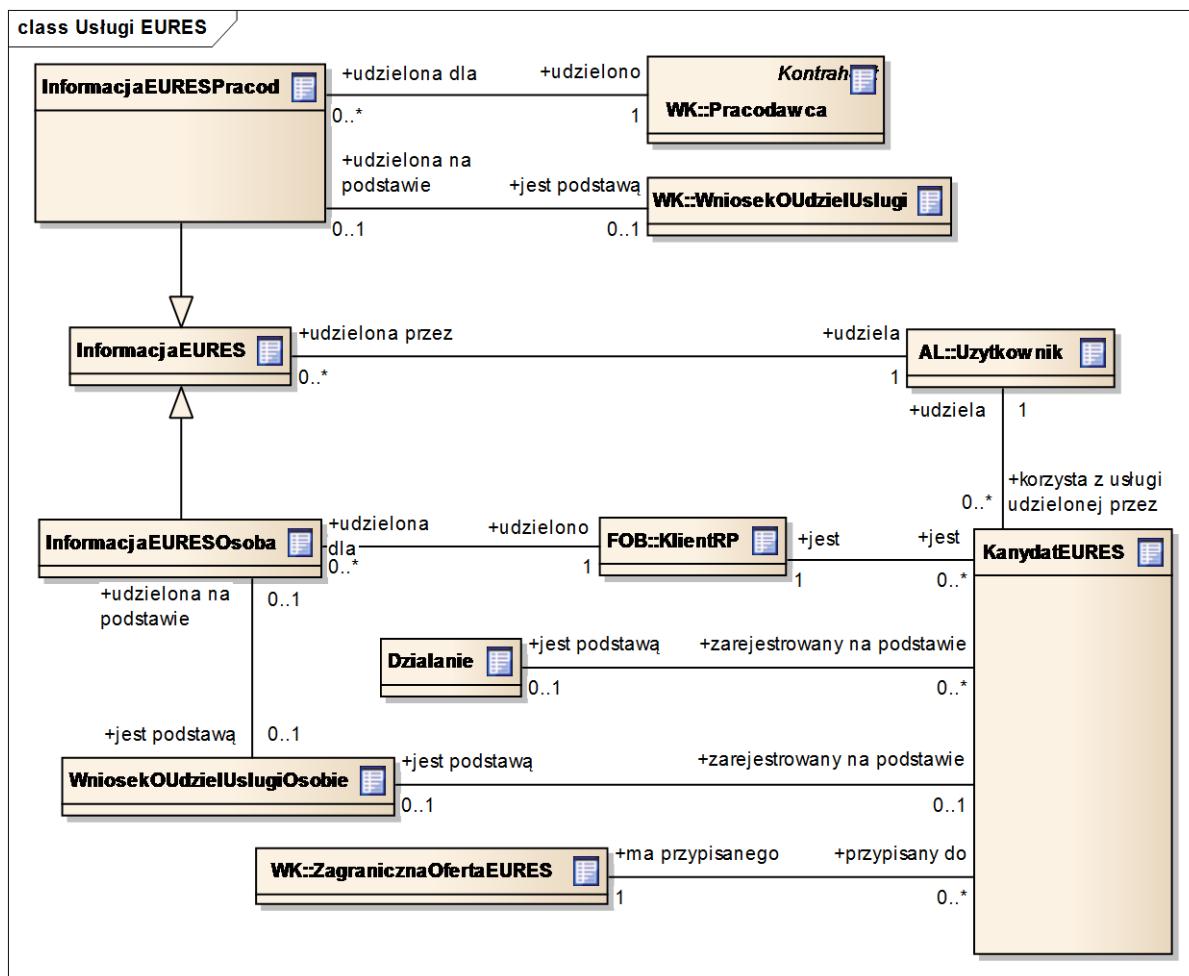 class Usługi EURES
InformacjaEURESPracod
+udzielona dla
+udzielono
0..*
1
WK::Pracodawca
+udzielona na
podstawie
+jest podstawą
0..1
0..1
WK::WniosekOUdzielUslugi
InformacjaEURES
+udzielona przez
+udziela
0..*
1
AL::Uzytkownik
+udziela
1
+korzysta z usługi
0..*
udzielonej przez
InformacjaEURESOsoba
+udzielona
dla
+udzielono
0..*
1
FOB::KlientRP
+jest
+jest
1
0..*
KanydatEURES
+udzielona na
podstawie
0..1
Dzialanie
+jest podstawą
+zarejestrowany na podstawie
0..1
0..*
+jest podstawą
0..1
WniosekOUdzielUslugiOsobie
+jest podstawą
+zarejestrowany na podstawie
0..1
0..1
WK::ZagranicznaOfertaEURES
+ma przypisanego
+przypisany do
1
0..*